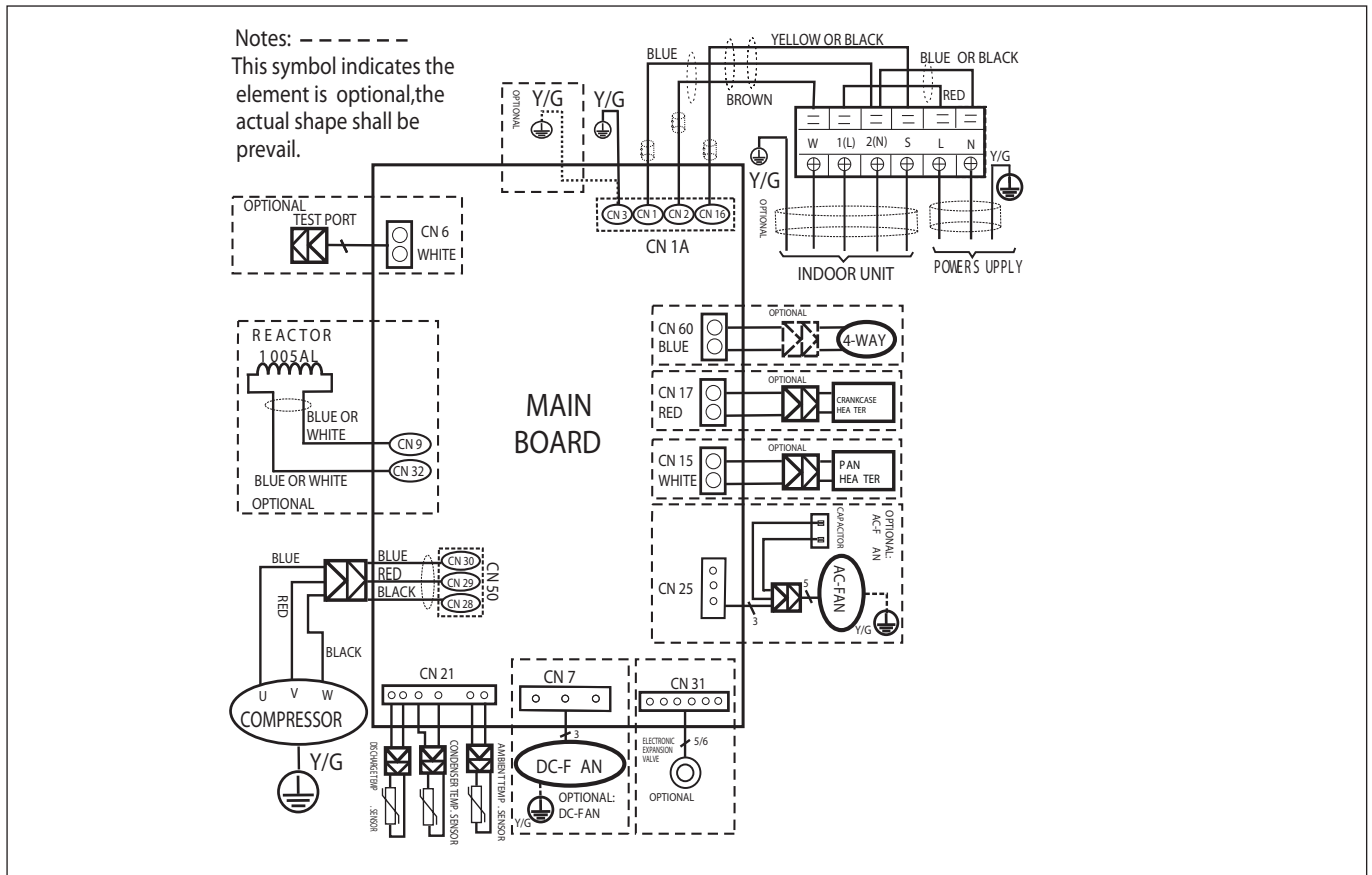 Notes: - - - - - -
This symbol indicates the
element is optional,the
actual shape shall be
prevail.
YELLOW OR BLACK
BLUE
BLUE OR BLACK
BROWN
RED
OPTIONAL
Y/G
Y/G
W 1(L) 2(N) S L N
Y/G
Y/G
OPTIONAL
INDOOR UNIT
POWER S UPPLY
CN 3 CN 1 CN 2 CN 16
CN 1A
OPTIONAL
TEST PORT
CN 6
WHITE
REACTOR
1005AL
BLUE OR
WHITE
CN 9
CN 32
BLUE OR WHITE
OPTIONAL
MAIN
BOARD
CN 60
BLUE
OPTIONAL
4-WAY
CN 17
RED
OPTIONAL
CRANKCASE
HEA TER
CN 15
WHITE
OPTIONAL
PAN
HEA TER
CN 25
3
CAPACITOR
5
AC-FAN
OPTIONAL:
AC-F AN
Y/G
BLUE
RED
BLACK
BLUE
RED
BLACK
CN 30
CN 29
CN 28
CN 50
U V W
COMPRESSOR
Y/G
CN 21
DISCHARGETEMP . SENSOR
CONDENSER TEMP. SENSOR
AMBIENT TEMP . SENSOR
CN 7
3
DC-F AN
OPTIONAL:
DC-FAN
Y/G
CN 31
ELECTRONIC
EXPANSION
VALVE
5/6
OPTIONAL